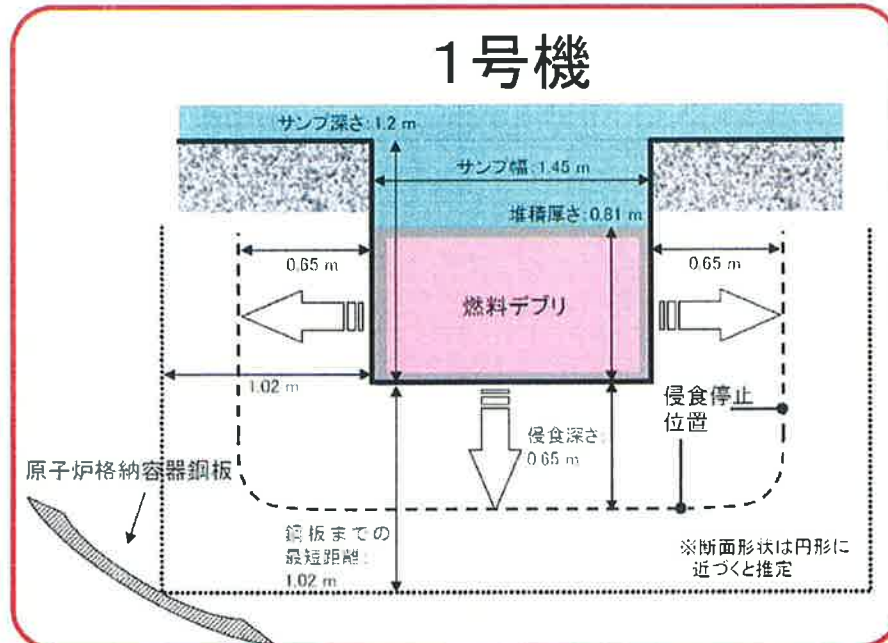 1号機
サンプ深さ:1.2 m
サンプ幅:1.45 m
堆積厚さ:0.81 m
0.65 m
0.65 m
燃料デブリ
1.02 m
侵食停止
位置
侵食深さ:
0.65 m
原子炉格納容器鋼板
鋼板までの
最短距離:
1.02 m
※断面形状は円形に
近づくと推定